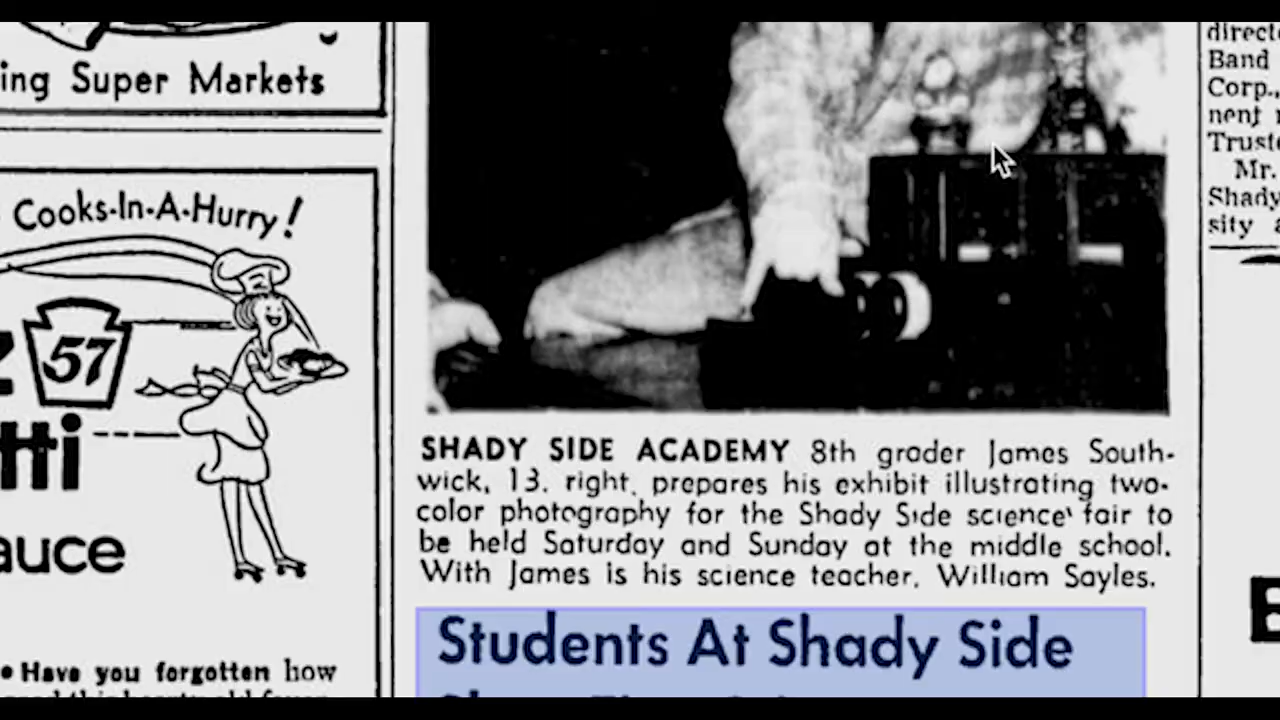 ing Super Markets
Cooks-In-A-Hurry!
57
tti
auce
• Have you forgotten how
SHADY SIDE ACADEMY 8th grader James South-
wick, 13, right, prepares his exhibit illustrating two-
color photography for the Shady Side science fair to
be held Saturday and Sunday at the middle school.
With James is his science teacher, William Sayles.
Students At Shady Side
direct
Band
Corp.,
nent
Truste
Mr.
Shady
sity